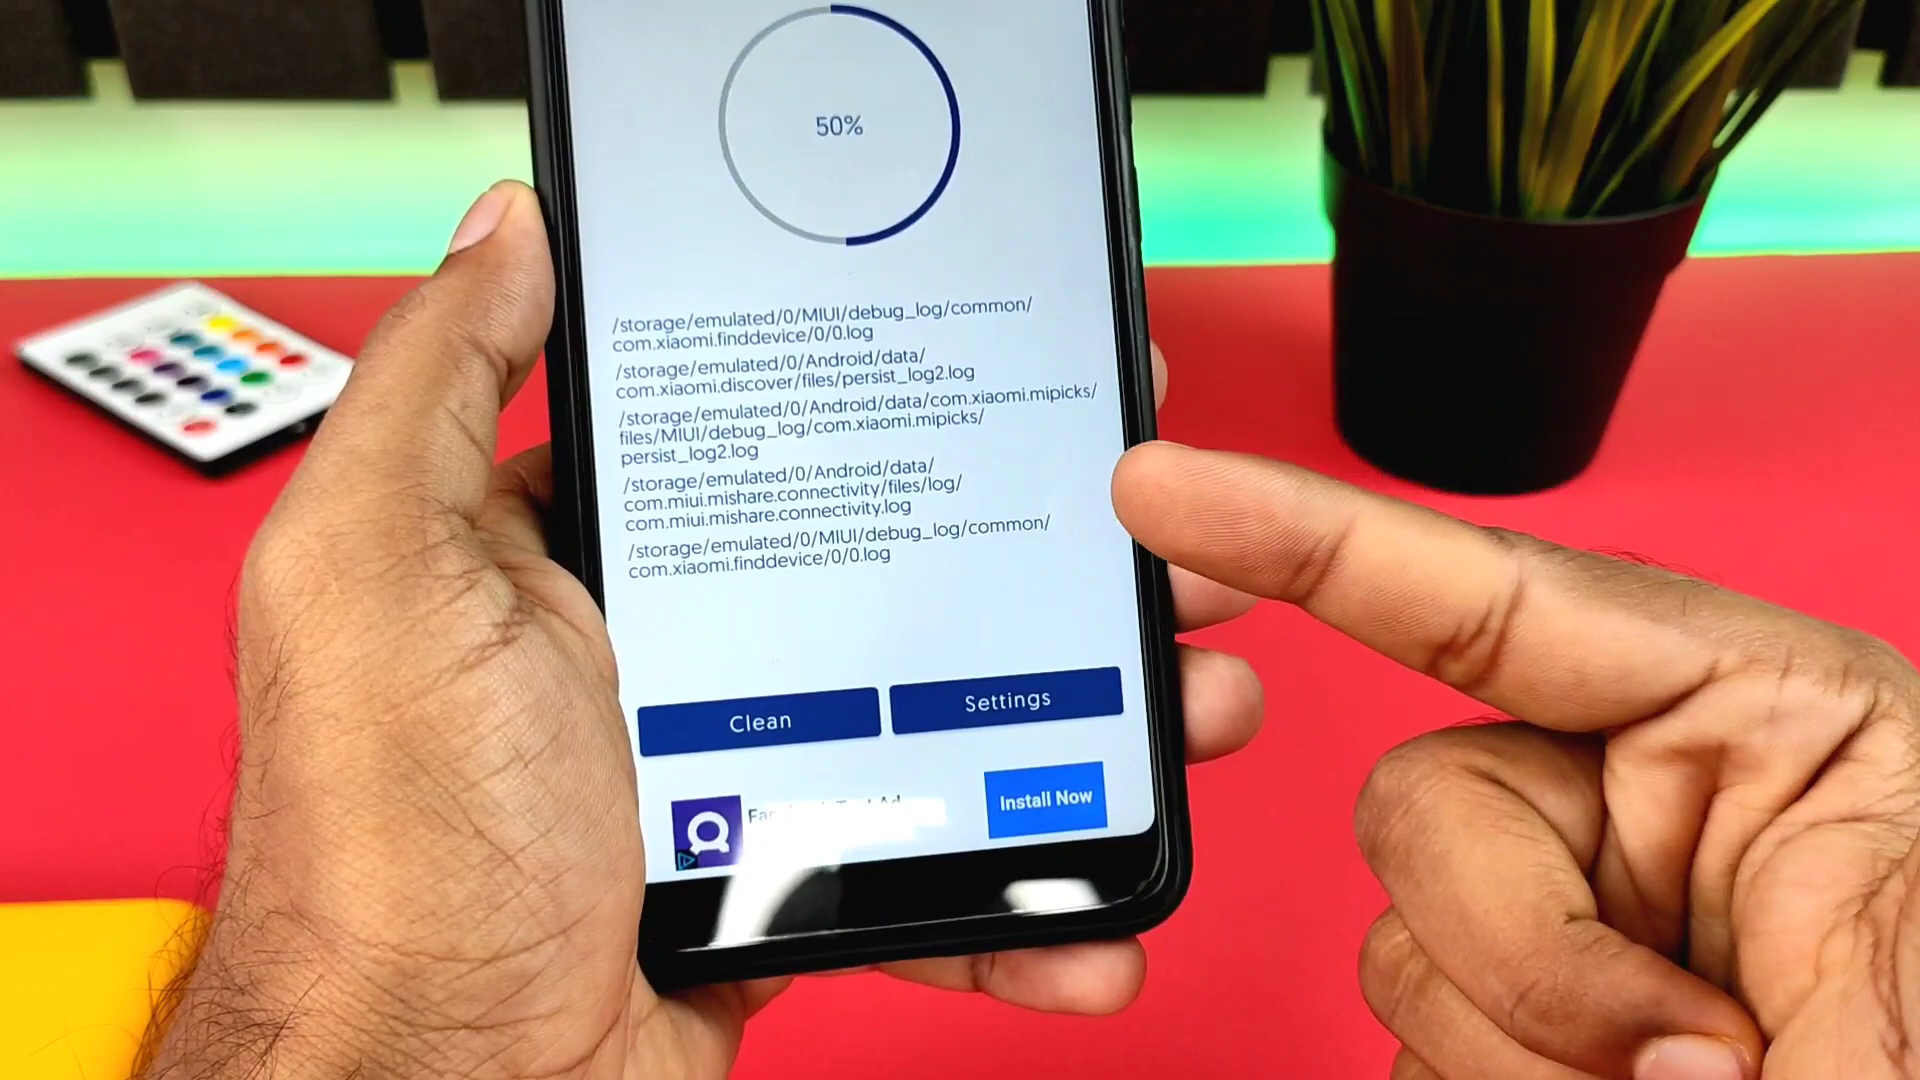 50%
/storage/emulated/0/MIUI/debug_log/common/
com.xiaomi.finddevice/0/0.log
/storage/emulated/0/Android/data/
com.xiaomi.discover/files/persist_log2.log
/storage/emulated/0/Android/data/com.xiaomi.mipicks/
files/MIUI/debug_log/com.xiaomi.mipicks/
persist_log2.log
/storage/emulated/0/Android/data/
com.miui.mishare.connectivity/files/log/
com.miui.mishare.connectivity.log
/storage/emulated/0/MIUI/debug_log/common/
com.xiaomi.finddevice/0/0.log
Clean
Settings
Install Now